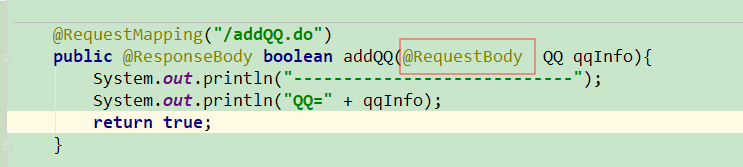 @RequestMapping("/addQQ.do")
public @ResponseBody boolean addQQ(@RequestBody  QQ qqInfo){
    System.out.println("----------------------------");
    System.out.println("QQ=" + qqInfo);
    return true;
}